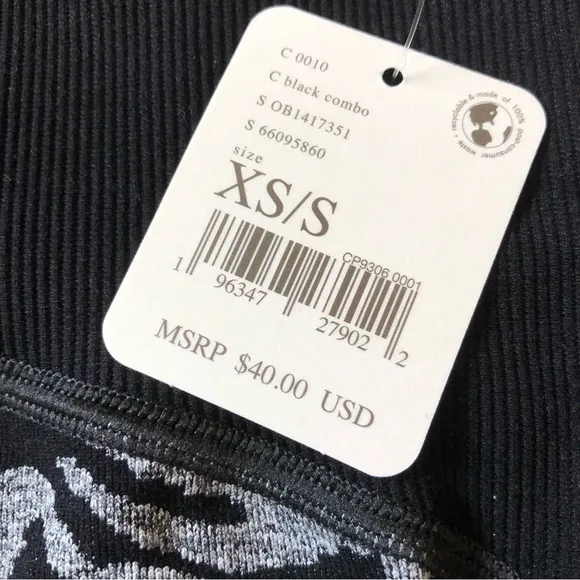 C 0010
C black combo
S OB1417351
S 66095860
size
XS/S
CP9306 0001
1 96347 27902 2
MSRP $40.00 USD
recyclable & made of 100% post-consumer waste